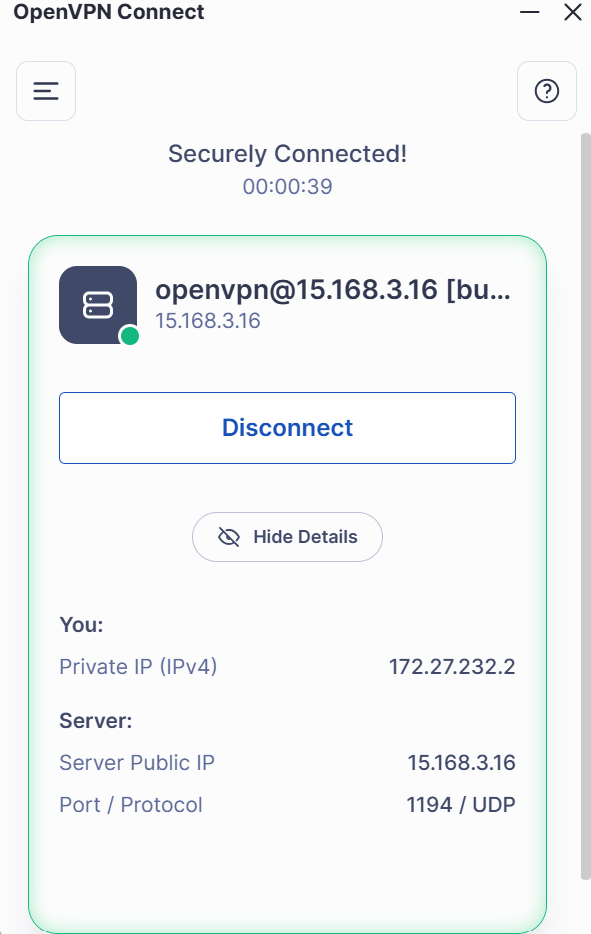 OpenVPN Connect
Securely Connected!
00:00:39
openvpn@15.168.3.16 [bu...
15.168.3.16
Disconnect
Hide Details
You:
Private IP (IPv4) 172.27.232.2
Server:
Server Public IP 15.168.3.16
Port / Protocol 1194 / UDP